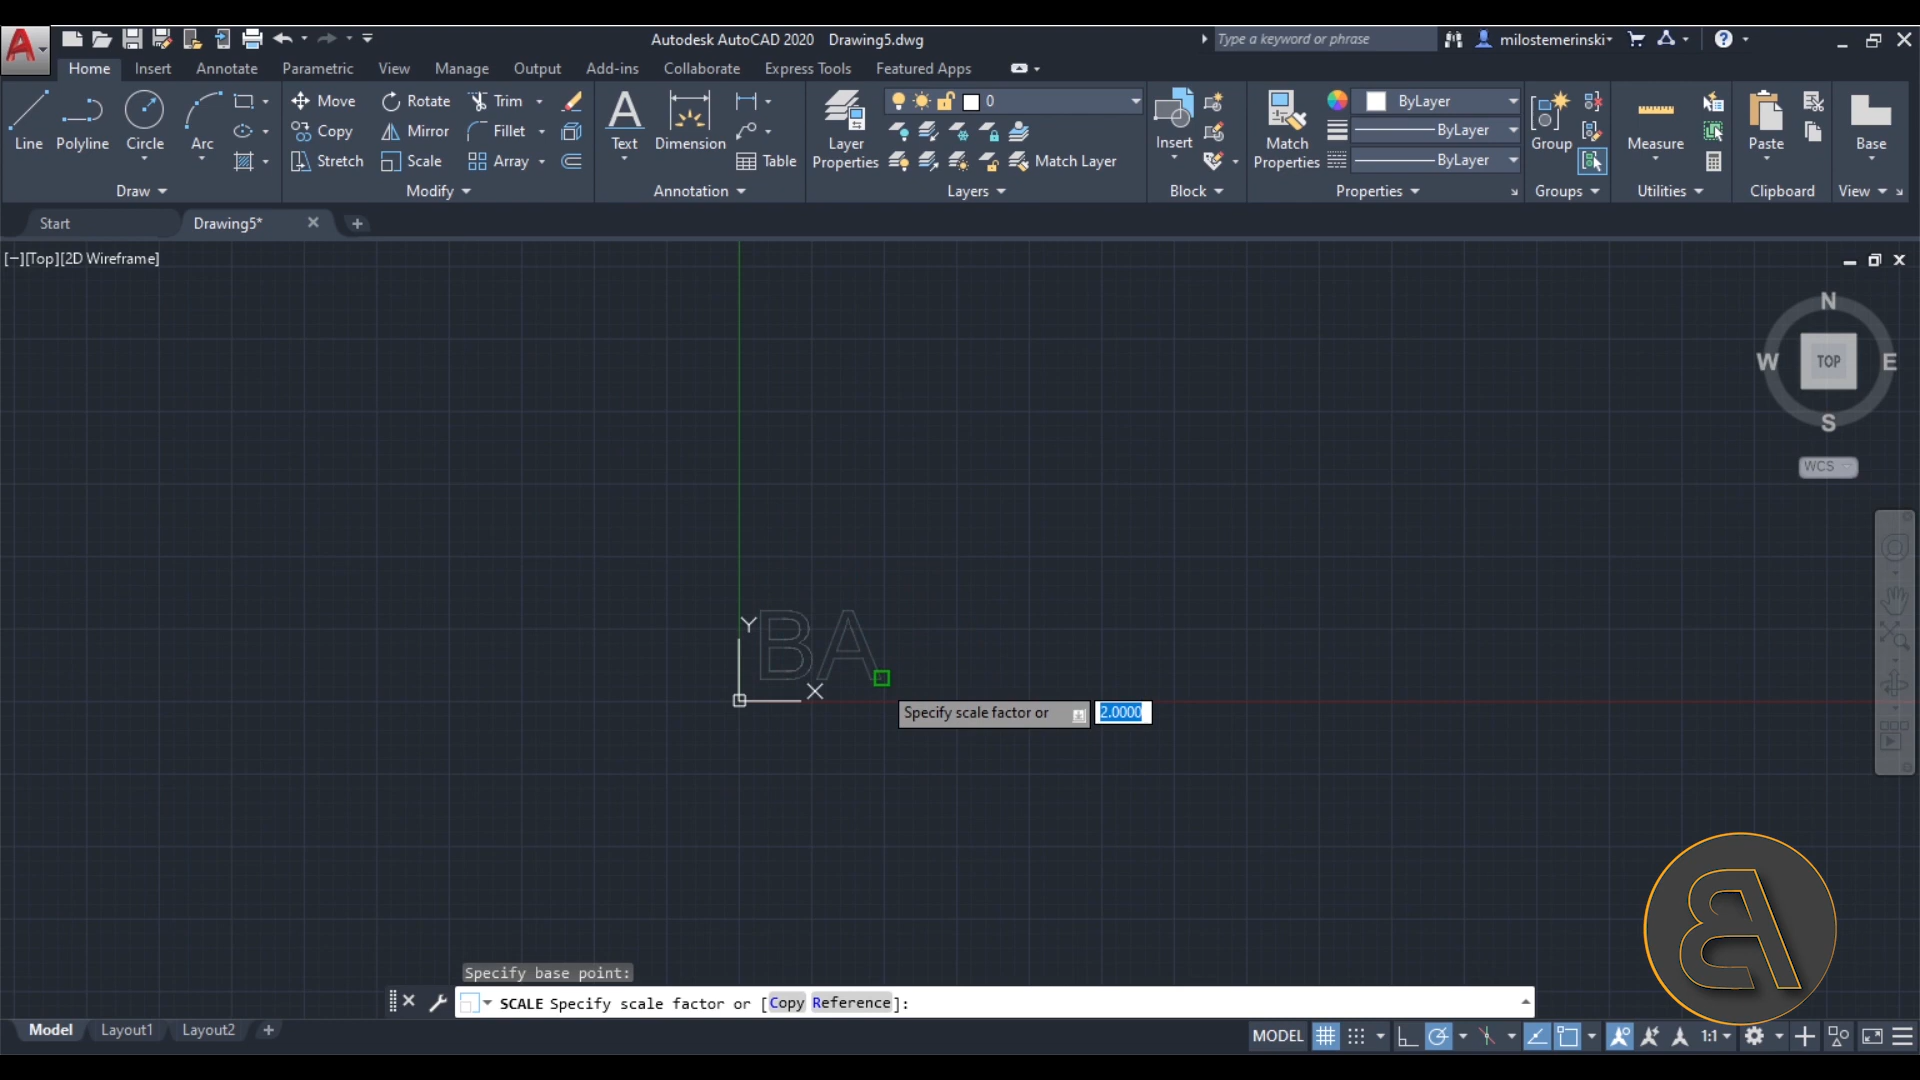 Autodesk AutoCAD 2020 Drawing5.dwg
Type a keyword or phrase
milostemerinski
Home Insert Annotate Parametric View Manage Output Add-ins Collaborate Express Tools Featured Apps
Line Polyline Circle Arc
Move Rotate Trim
Copy Mirror Fillet
Stretch Scale Array
Text Dimension
Table
Layer Properties
0
Match Layer
Insert
Match Properties
ByLayer
ByLayer
ByLayer
Group
Measure
Paste
Base
Draw Modify Annotation Layers Block Properties Groups Utilities Clipboard View
Start Drawing5*
[−][Top][2D Wireframe]
N
W TOP E
S
WCS
Y
BA
X
Specify scale factor or 2.0000
Specify base point:
SCALE Specify scale factor or [Copy Reference]:
Model Layout1 Layout2
MODEL 1:1